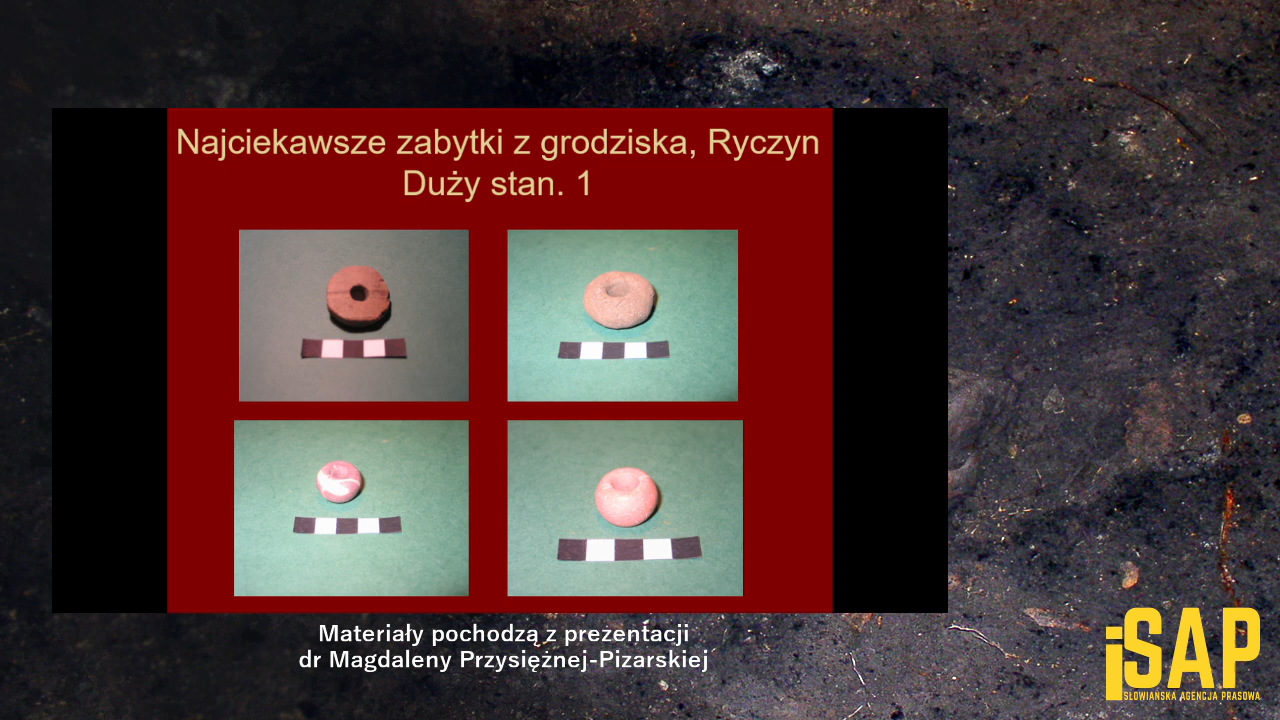 Najciekawsze zabytki z grodziska, Ryczyn
Duży stan. 1
Materiały pochodzą z prezentacji
dr Magdaleny Przysiężnej-Pizarskiej
iSAP
SŁOWIAŃSKA AGENCJA PRASOWA